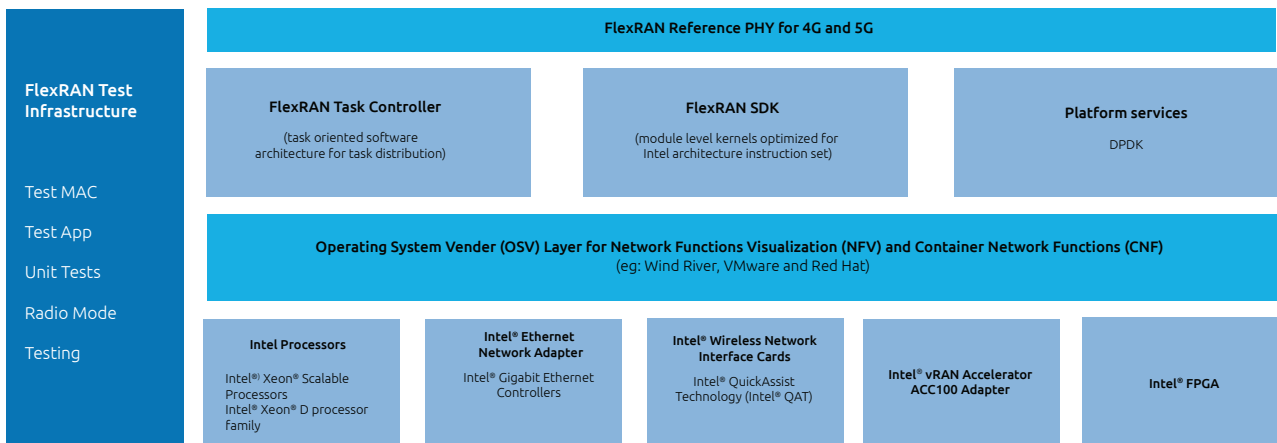 FlexRAN Test
Infrastructure
Test MAC
Test App
Unit Tests
Radio Mode
Testing
FlexRAN Reference PHY for 4G and 5G
FlexRAN Task Controller
(task oriented software
architecture for task distribution)
FlexRAN SDK
(module level kernels optimized for
Intel architecture instruction set)
Platform services
DPDK
Operating System Vender (OSV) Layer for Network Functions Visualization (NFV) and Container Network Functions (CNF)
(eg: Wind River, VMware and Red Hat)
Intel Processors
Intel®⁾ Xeon® Scalable
Processors
Intel® Xeon® D processor
family
Intel® Ethernet
Network Adapter
Intel® Gigabit Ethernet
Controllers
Intel® Wireless Network
Interface Cards
Intel® QuickAssist
Technology (Intel® QAT)
Intel® vRAN Accelerator
ACC100 Adapter
Intel® FPGA